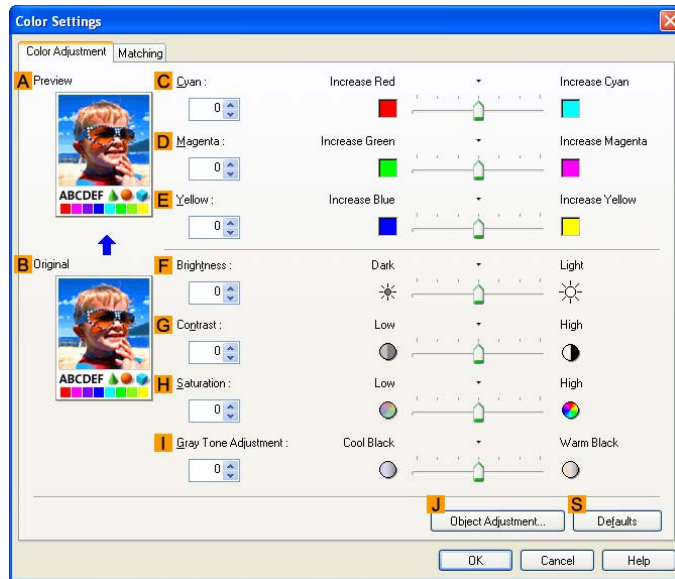 Color Settings
Color Adjustment Matching
A Preview
C Cyan : Increase Red Increase Cyan
0
D Magenta : Increase Green Increase Magenta
0
ABCDEF
E Yellow : Increase Blue Increase Yellow
0
B Original
F Brightness : Dark Light
0
G Contrast : Low High
0
ABCDEF
H Saturation : Low High
0
I Gray Tone Adjustment : Cool Black Warm Black
0
J S
Object Adjustment... Defaults
OK Cancel Help